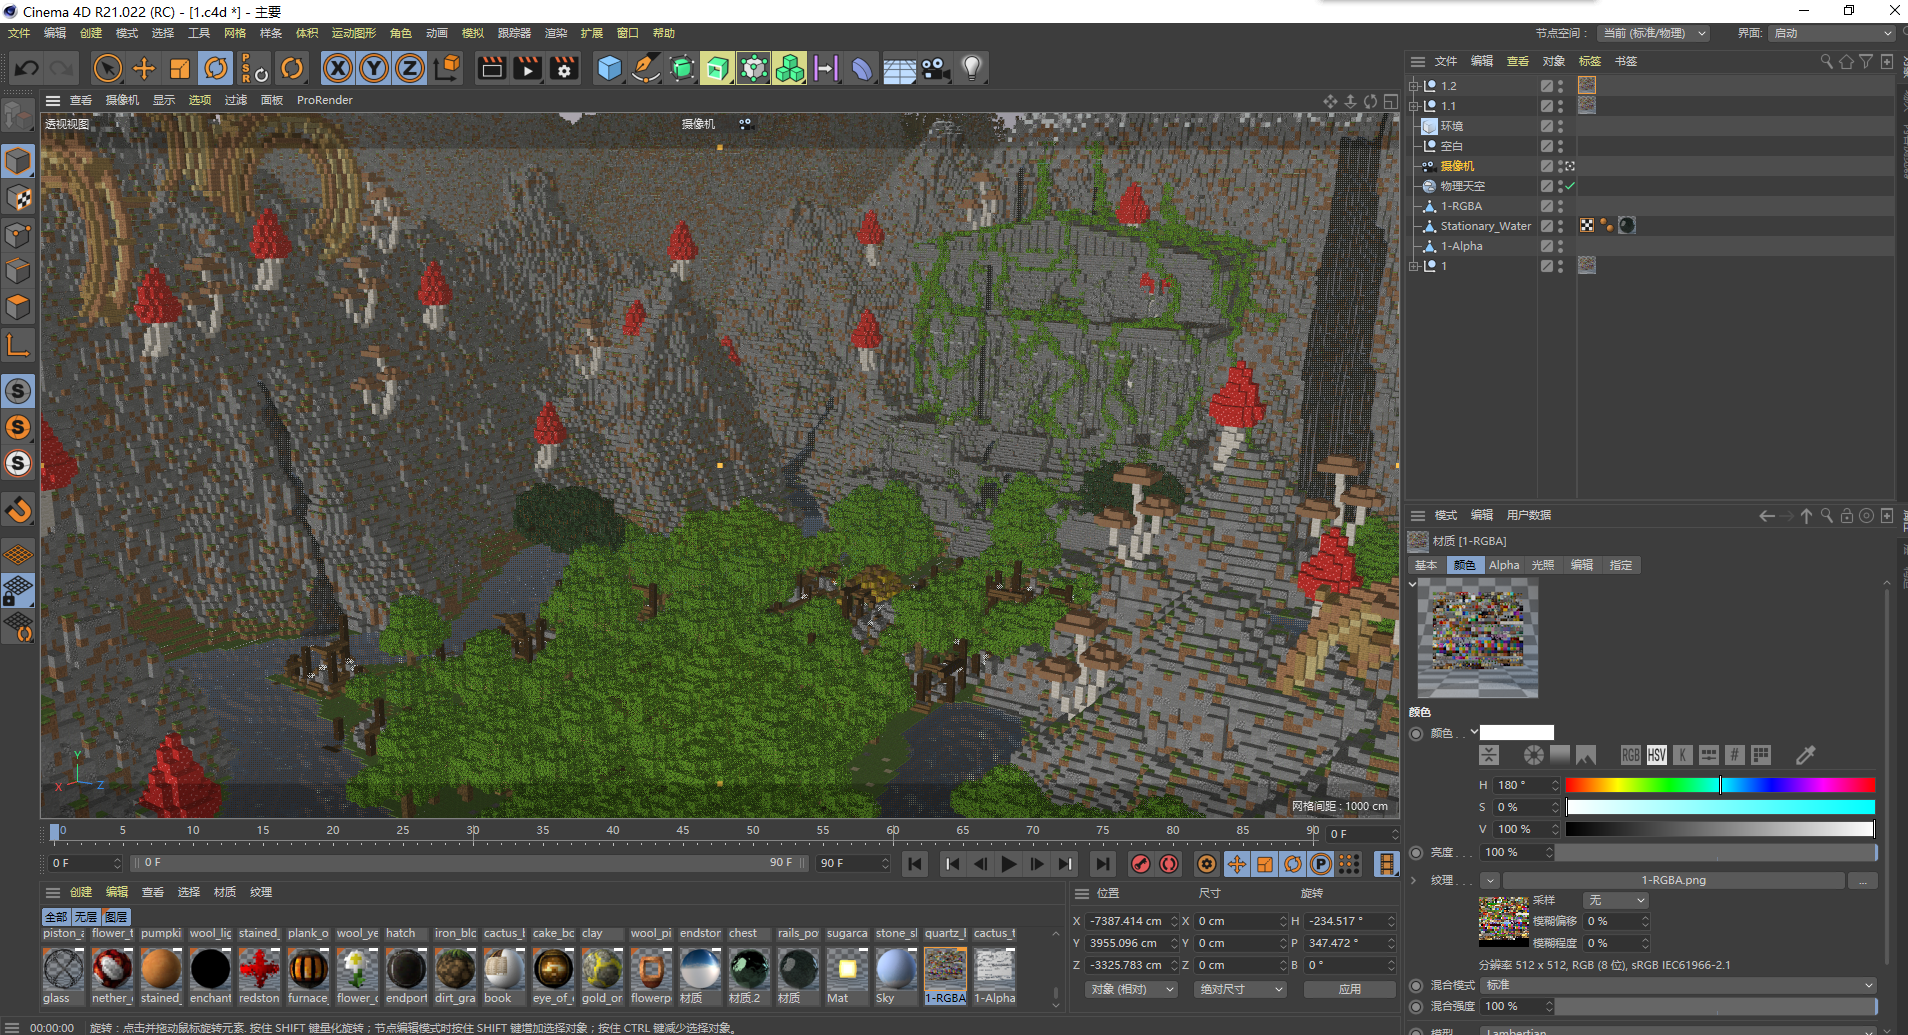 Cinema 4D R21.022 (RC) - [1.c4d *] - 主要
文件 编辑 创建 模式 选择 工具 网格 样条 体积 运动图形 角色 动画 模拟 跟踪器 渲染 扩展 窗口 帮助
节点空间： 当前 (标准/物理) 界面: 启动
PSR
X Y Z
文件 编辑 查看 对象 标签 书签
查看 摄像机 显示 选项 过滤 面板 ProRender
透视视图
摄像机
1.2
1.1
环境
空白
摄像机
物理天空
1-RGBA
Stationary_Water
1-Alpha
1
模式 编辑 用户数据
材质 [1-RGBA]
基本 颜色 Alpha 光照 编辑 指定
颜色
颜色 . .
RGB HSV K #
H 180 °
S 0 %
V 100 %
亮度 . . . 100 %
纹理 . . . 1-RGBA.png ...
采样 无
模糊偏移 0 %
模糊程度 0 %
分辨率 512 x 512, RGB (8 位), sRGB IEC61966-2.1
混合模式 标准
混合强度 100 %
模型 Lambertian
Y X Z
网格间距 : 1000 cm
0 5 10 15 20 25 30 35 40 45 50 55 60 65 70 75 80 85 90 0 F
0 F 0 F 90 F 90 F
创建 编辑 查看 选择 材质 纹理
全部 无层 图层
piston_a flower_t pumpki wool_lig stained_ plank_o wool_ye hatch iron_blo cactus_b cake_bo clay wool_pi endston chest rails_po sugarca stone_sl quartz_l cactus_t
glass nether_ stained_ enchant redston furnace_ flower_c endport dirt_gra book eye_of_ gold_or flowerp 材质 材质.2 材质 Mat Sky 1-RGBA 1-Alpha
位置 尺寸 旋转
X -7387.414 cm X 0 cm H -234.517 °
Y 3955.096 cm Y 0 cm P 347.472 °
Z -3325.783 cm Z 0 cm B 0 °
对象 (相对) 绝对尺寸 应用
00:00:00 旋转：点击并拖动鼠标旋转元素. 按住 SHIFT 键量化旋转；节点编辑模式时按住 SHIFT 键增加选择对象；按住 CTRL 键减少选择对象。